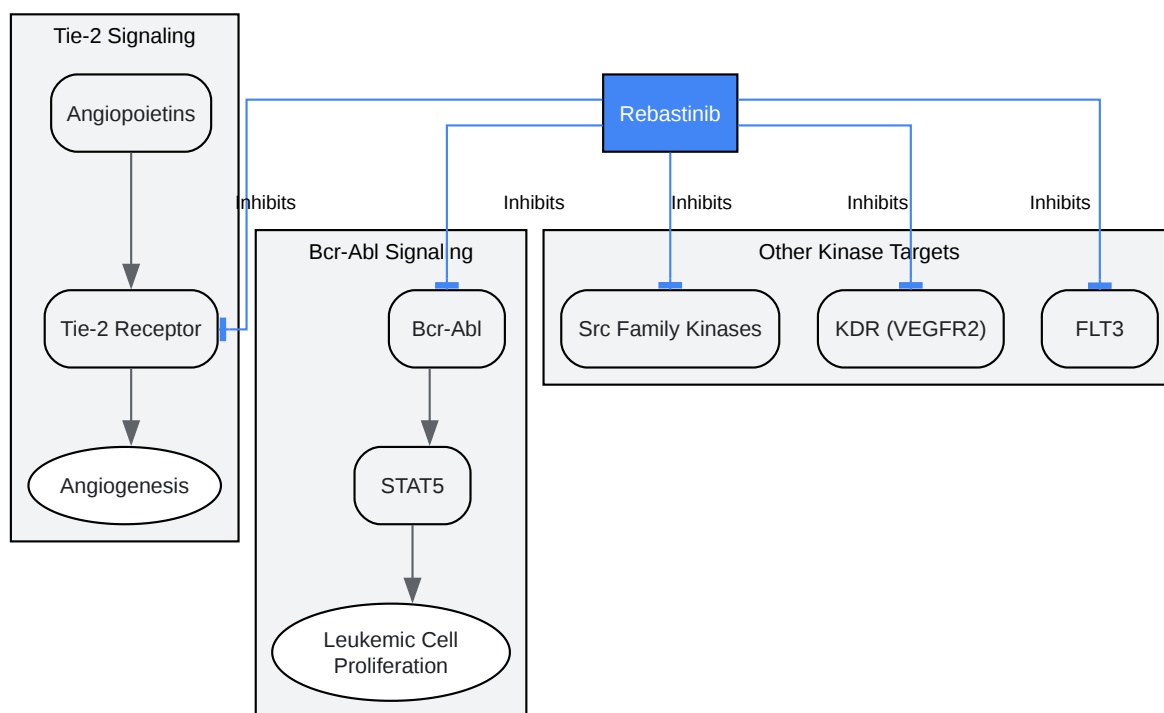 Tie-2 Signaling
Angiopoietins
Rebastinib
Inhibits
Inhibits
Inhibits
Inhibits
Inhibits
Bcr-Abl Signaling
Other Kinase Targets
Tie-2 Receptor
Bcr-Abl
Src Family Kinases
KDR (VEGFR2)
FLT3
Angiogenesis
STAT5
Leukemic Cell
Proliferation